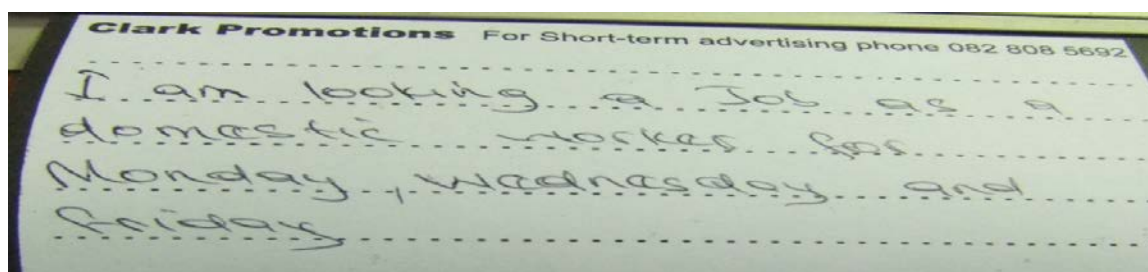 Clark Promotions For Short-term advertising phone 082 808 5692
I am looking a Job as a
domestic worker for
Monday, Wednesday and
friday